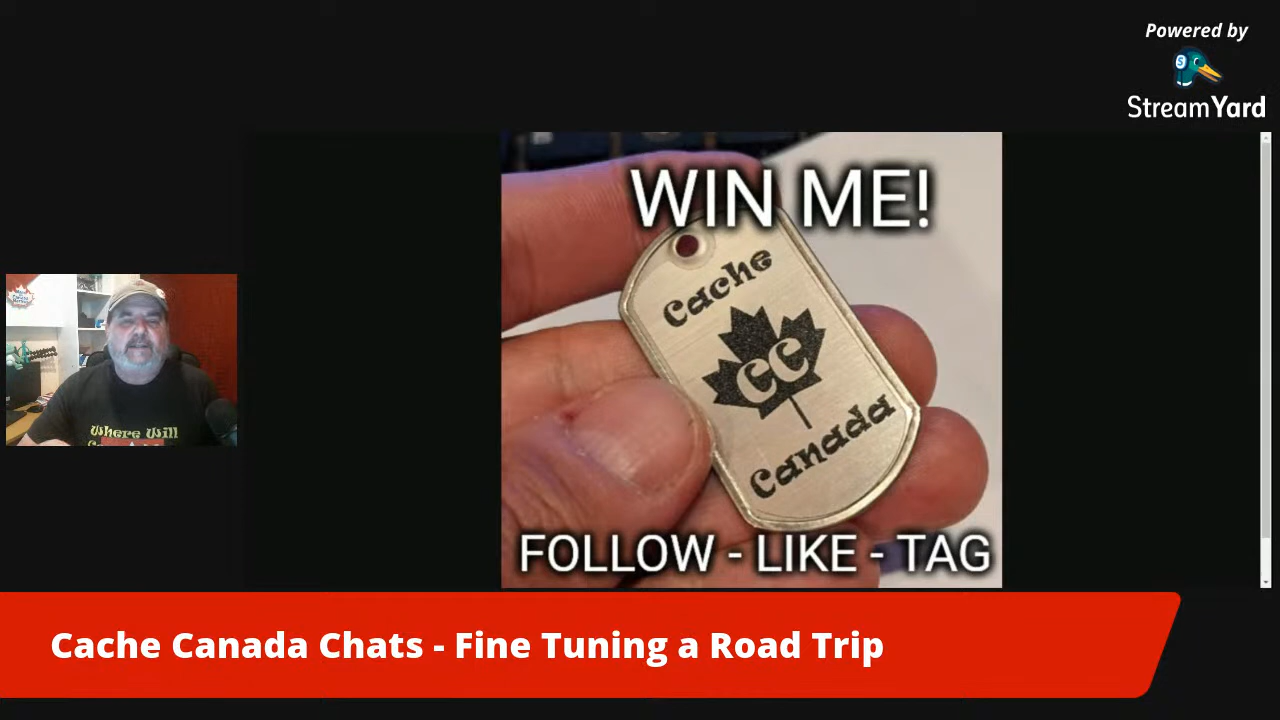 Powered by
S
StreamYard
WIN ME!
Cache
CC
Canada
FOLLOW - LIKE - TAG
Where Will
Cache Canada Chats - Fine Tuning a Road Trip